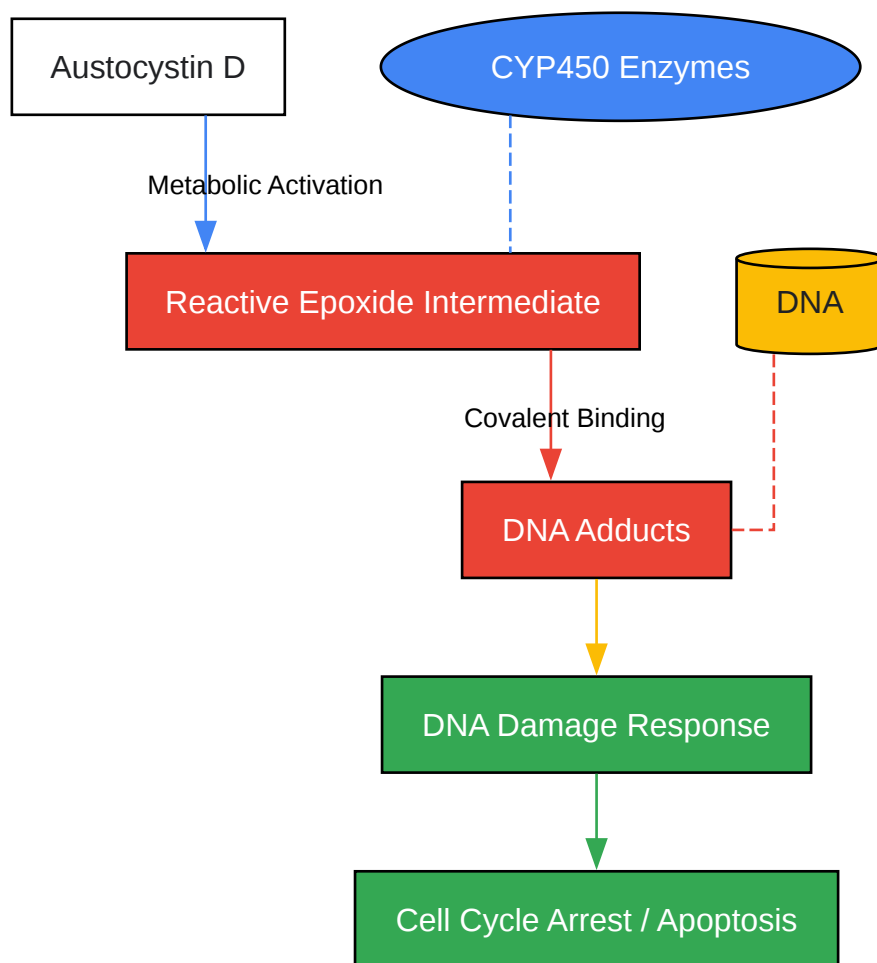 Austocystin D
CYP450 Enzymes
Metabolic Activation
Reactive Epoxide Intermediate
DNA
Covalent Binding
DNA Adducts
DNA Damage Response
Cell Cycle Arrest / Apoptosis